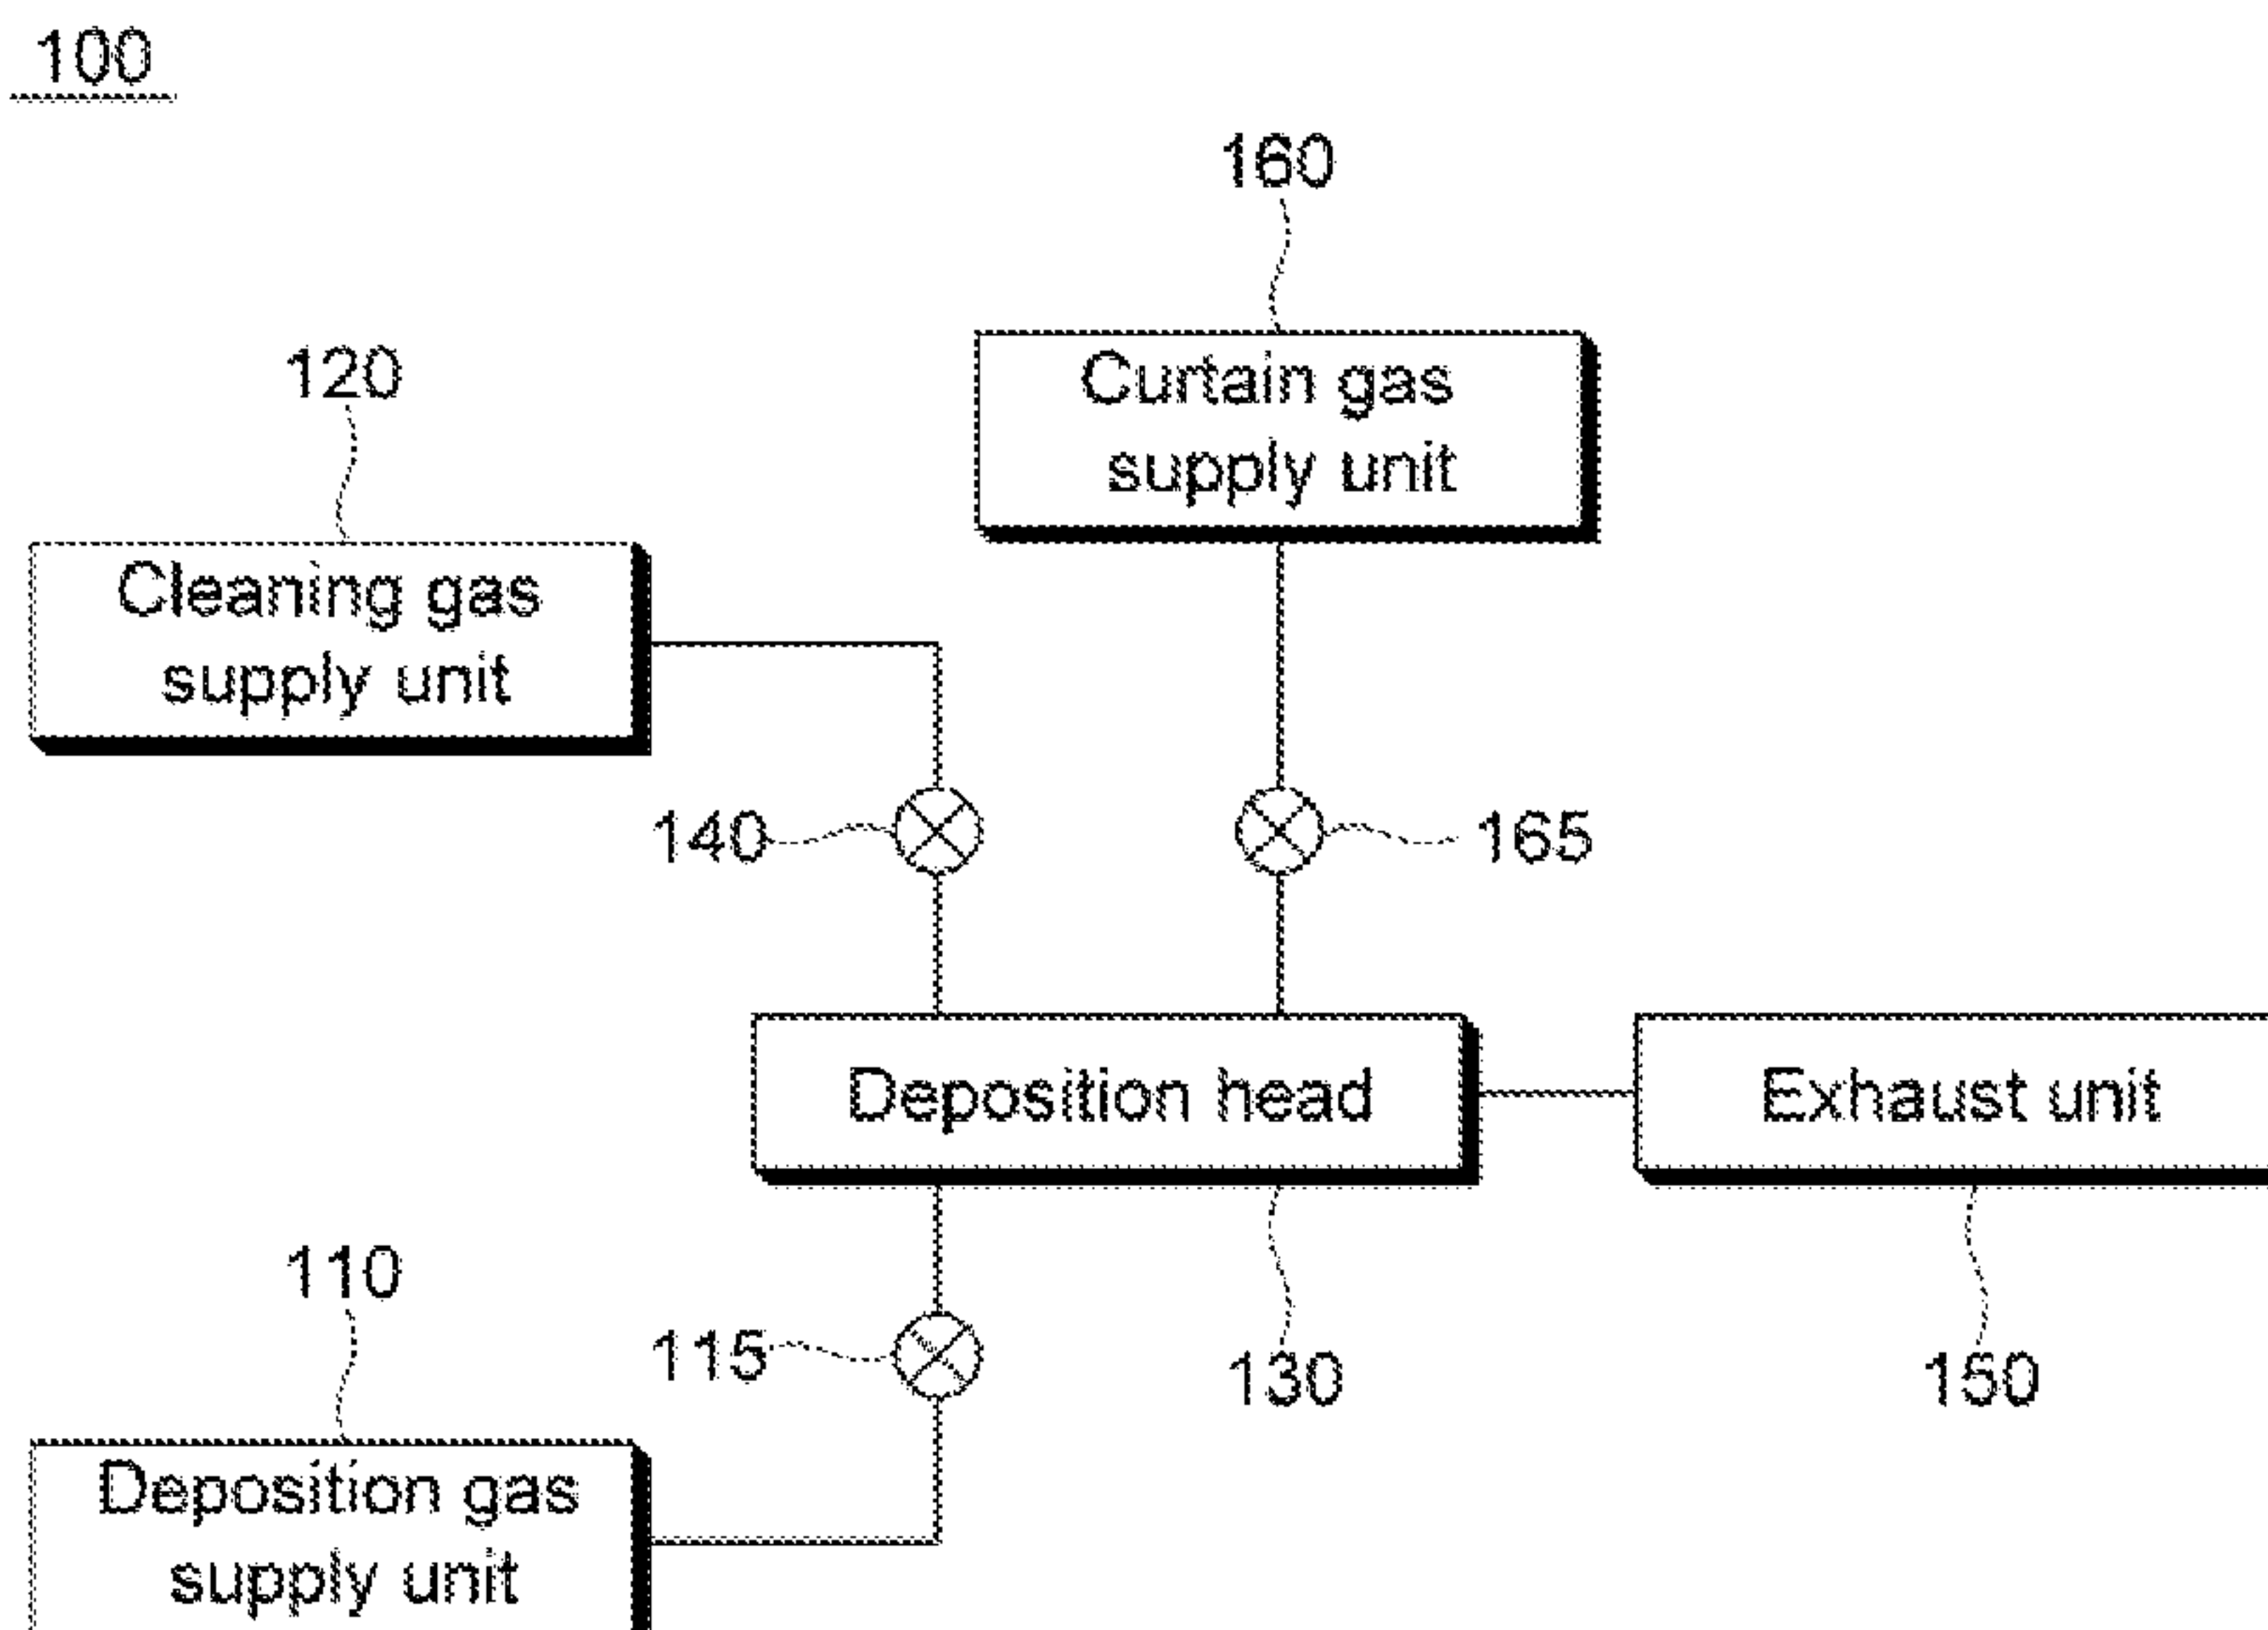 100
160
120
Curtain gas
supply unit
Cleaning gas
supply unit
140
165
Deposition head
Exhaust unit
110
115
130
150
Deposition gas
supply unit